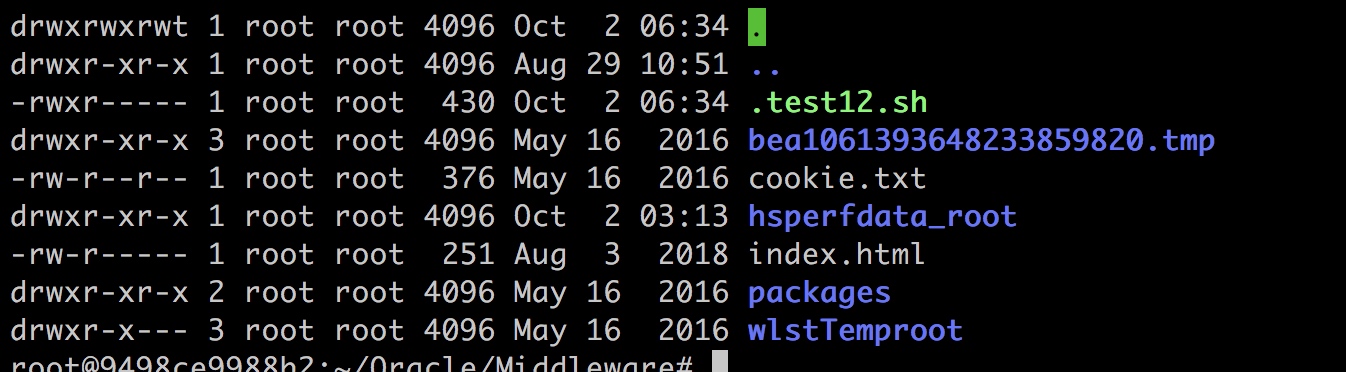 drwxrwxrwt 1 root root 4096 Oct  2 06:34 .
drwxr-xr-x 1 root root 4096 Aug 29 10:51 ..
-rwxr----- 1 root root  430 Oct  2 06:34 .test12.sh
drwxr-xr-x 3 root root 4096 May 16  2016 bea1061393648233859820.tmp
-rw-r--r-- 1 root root  376 May 16  2016 cookie.txt
drwxr-xr-x 1 root root 4096 Oct  2 03:13 hsperfdata_root
-rw-r----- 1 root root  251 Aug  3  2018 index.html
drwxr-xr-x 2 root root 4096 May 16  2016 packages
drwxr-x--- 3 root root 4096 May 16  2016 wlstTemproot
root@9498ce9988b2:~/Oracle/Middleware#